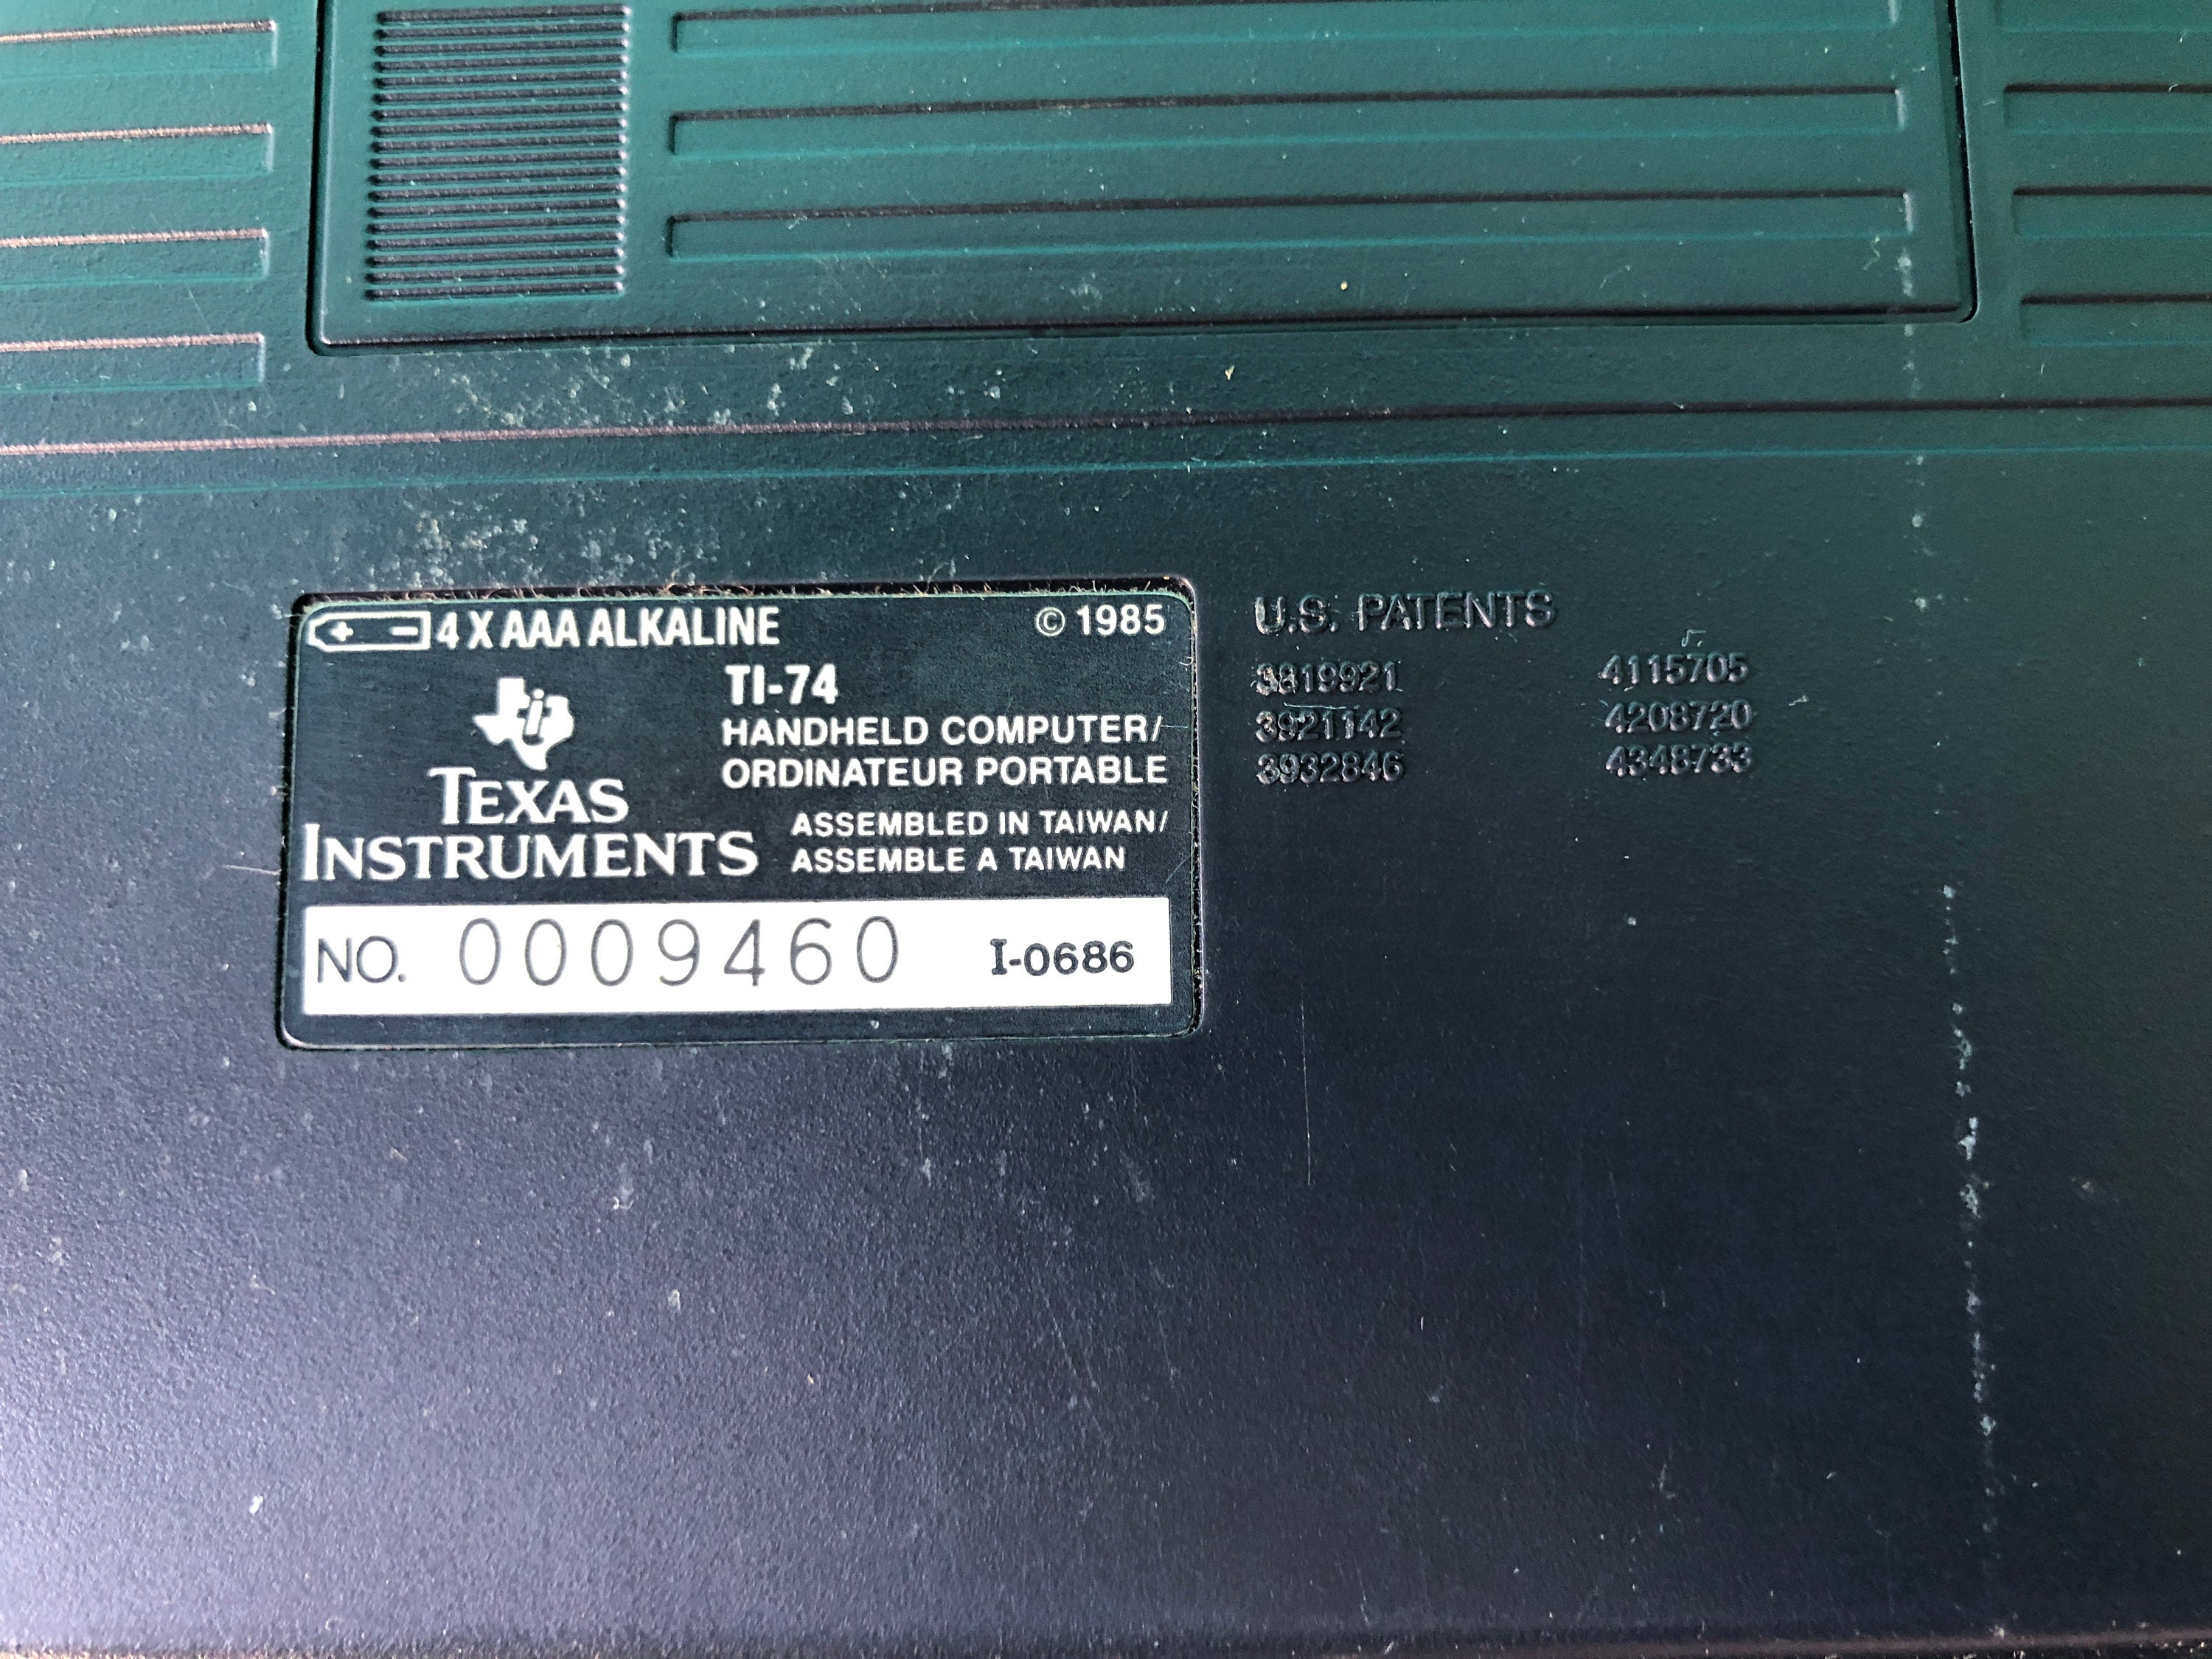 4 X AAA ALKALINE © 1985
TI-74
HANDHELD COMPUTER/
ORDINATEUR PORTABLE
TEXAS
INSTRUMENTS
ASSEMBLED IN TAIWAN/
ASSEMBLE A TAIWAN
NO. 0009460 I-0686
U.S. PATENTS
3819921 4115705
3921142 4208720
3932846 4348733